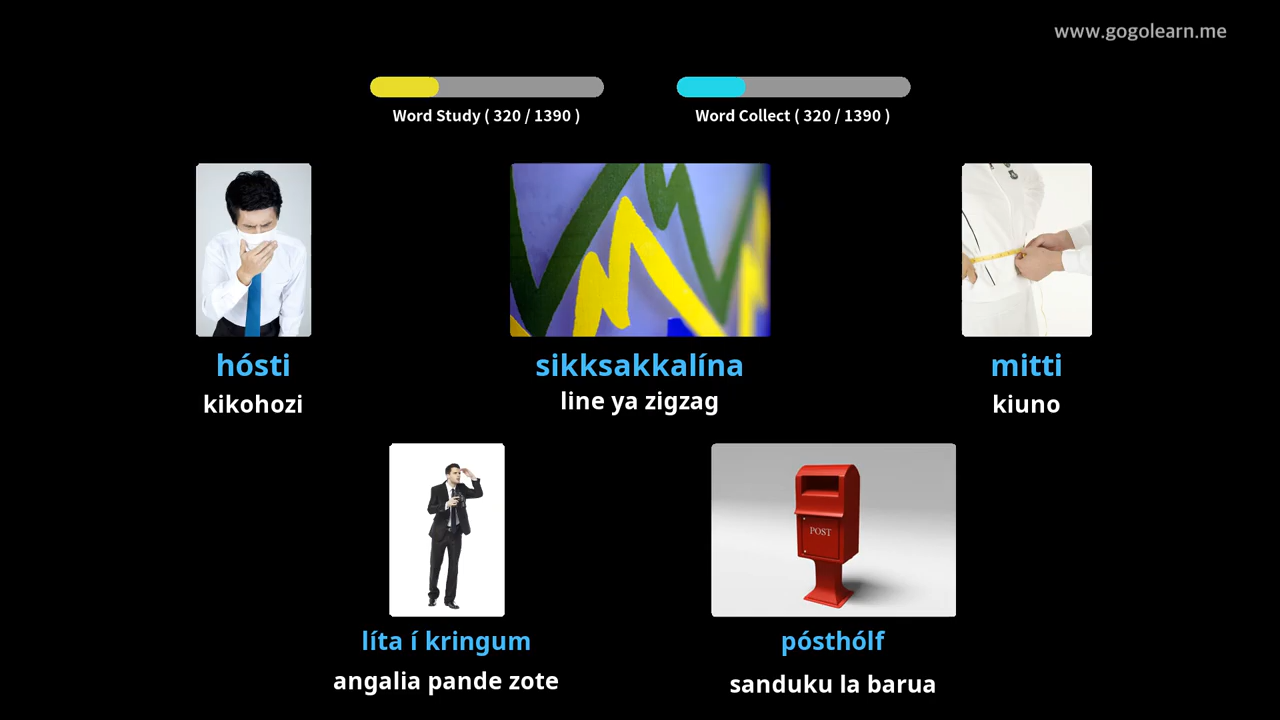 www.gogolearn.me
Word Study ( 320 / 1390 )
Word Collect ( 320 / 1390 )
hósti
kikohozi
sikksakkalína
line ya zigzag
mitti
kiuno
POST
líta í kringum
angalia pande zote
pósthólf
sanduku la barua